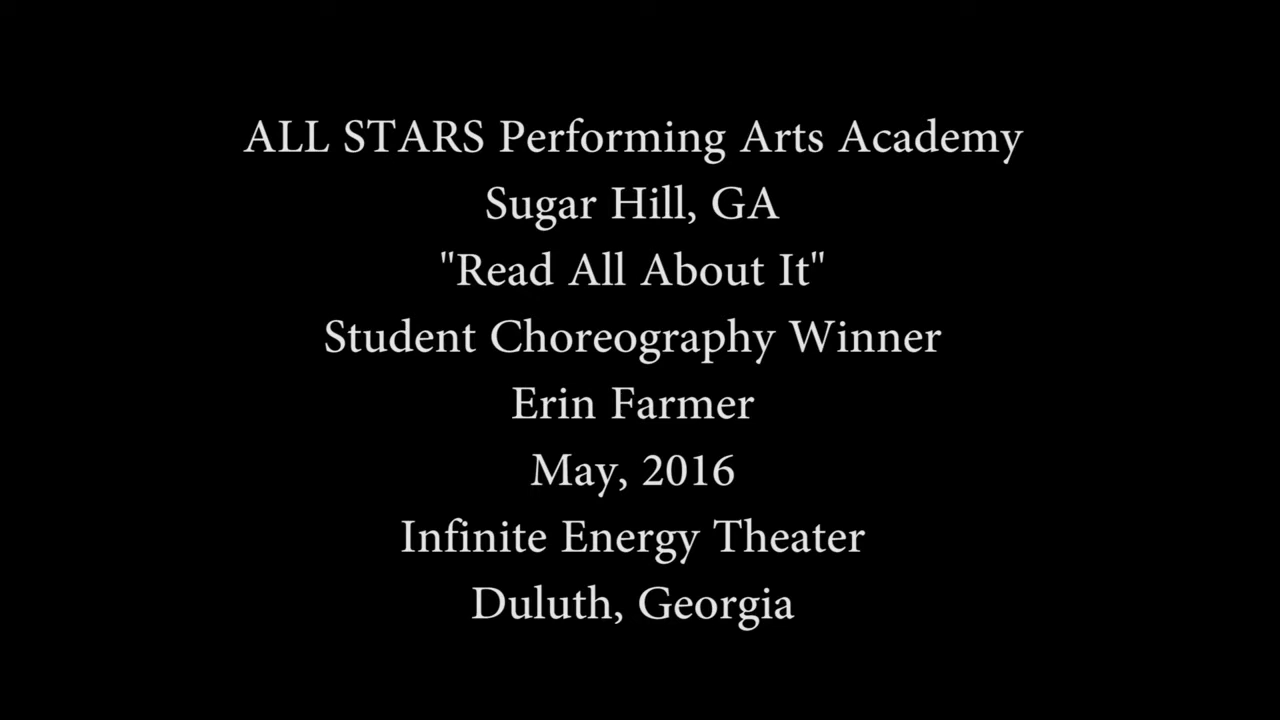 ALL STARS Performing Arts Academy
Sugar Hill, GA
"Read All About It"
Student Choreography Winner
Erin Farmer
May, 2016
Infinite Energy Theater
Duluth, Georgia